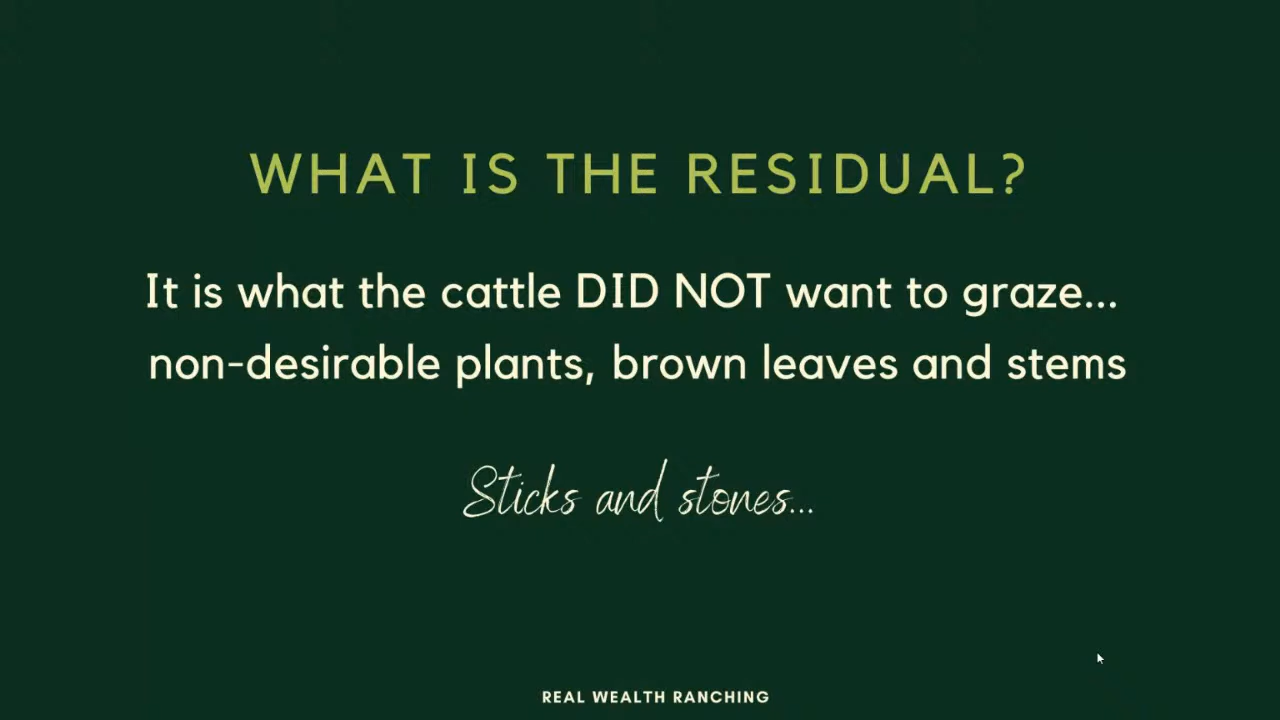 WHAT IS THE RESIDUAL?
It is what the cattle DID NOT want to graze...
non-desirable plants, brown leaves and stems
Sticks and stones...
REAL WEALTH RANCHING